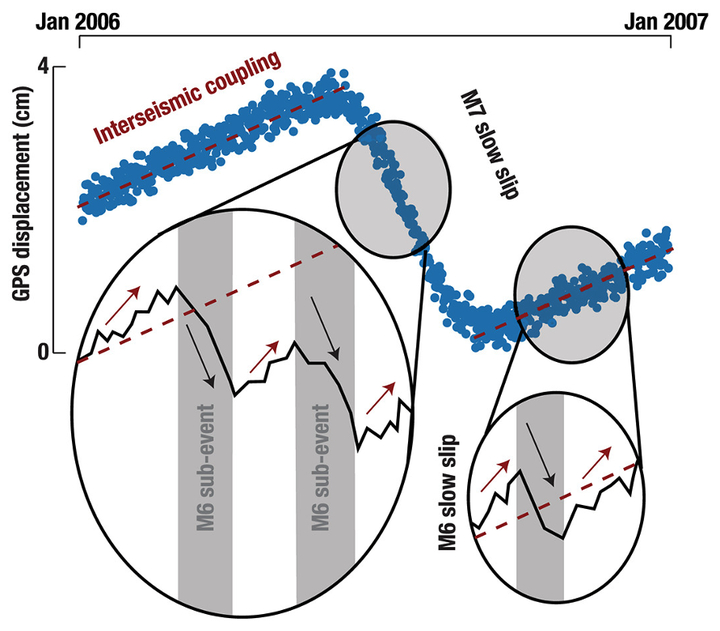 Jan 2006
Jan 2007
4
Interseismic coupling
M7 slow slip
GPS displacement (cm)
0
M6 sub-event
M6 sub-event
M6 slow slip